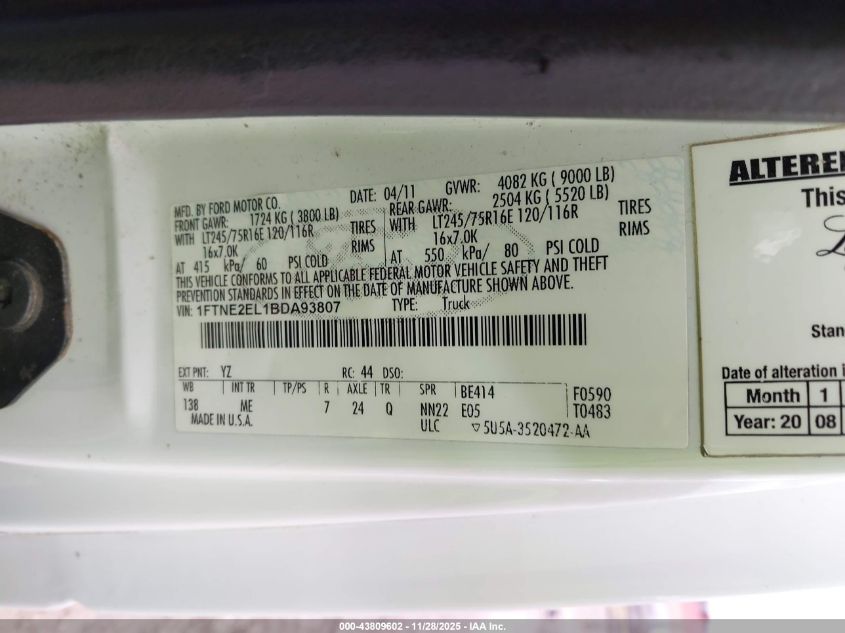 MFD. BY FORD MOTOR CO.
DATE: 04/11 GVWR: 4082 KG ( 9000 LB)
FRONT GAWR: 1724 KG ( 3800 LB)
REAR GAWR: 2504 KG ( 5520 LB)
WITH LT245/75R16E 120/116R TIRES
WITH LT245/75R16E 120/116R TIRES
16x7.0K RIMS
16x7.0K RIMS
AT 415 kPa/ 60 PSI COLD
AT 550 kPa/ 80 PSI COLD
THIS VEHICLE CONFORMS TO ALL APPLICABLE FEDERAL MOTOR VEHICLE SAFETY AND THEFT
PREVENTION STANDARDS IN EFFECT ON THE DATE OF MANUFACTURE SHOWN ABOVE.
VIN: 1FTNE2EL1BDA93807 TYPE: Truck
EXT PNT: YZ RC: 44 DSO:
WB INT TR TP/PS R AXLE TR SPR BE414 F0590
138 ME 7 24 Q NN22 E05 T0483
MADE IN U.S.A. ULC ▽5U5A-3520472-AA
ALTERE
This
Stan
Date of alteration i
Month 1
Year: 20 08
000-43809602 - 11/28/2025 - IAA Inc.